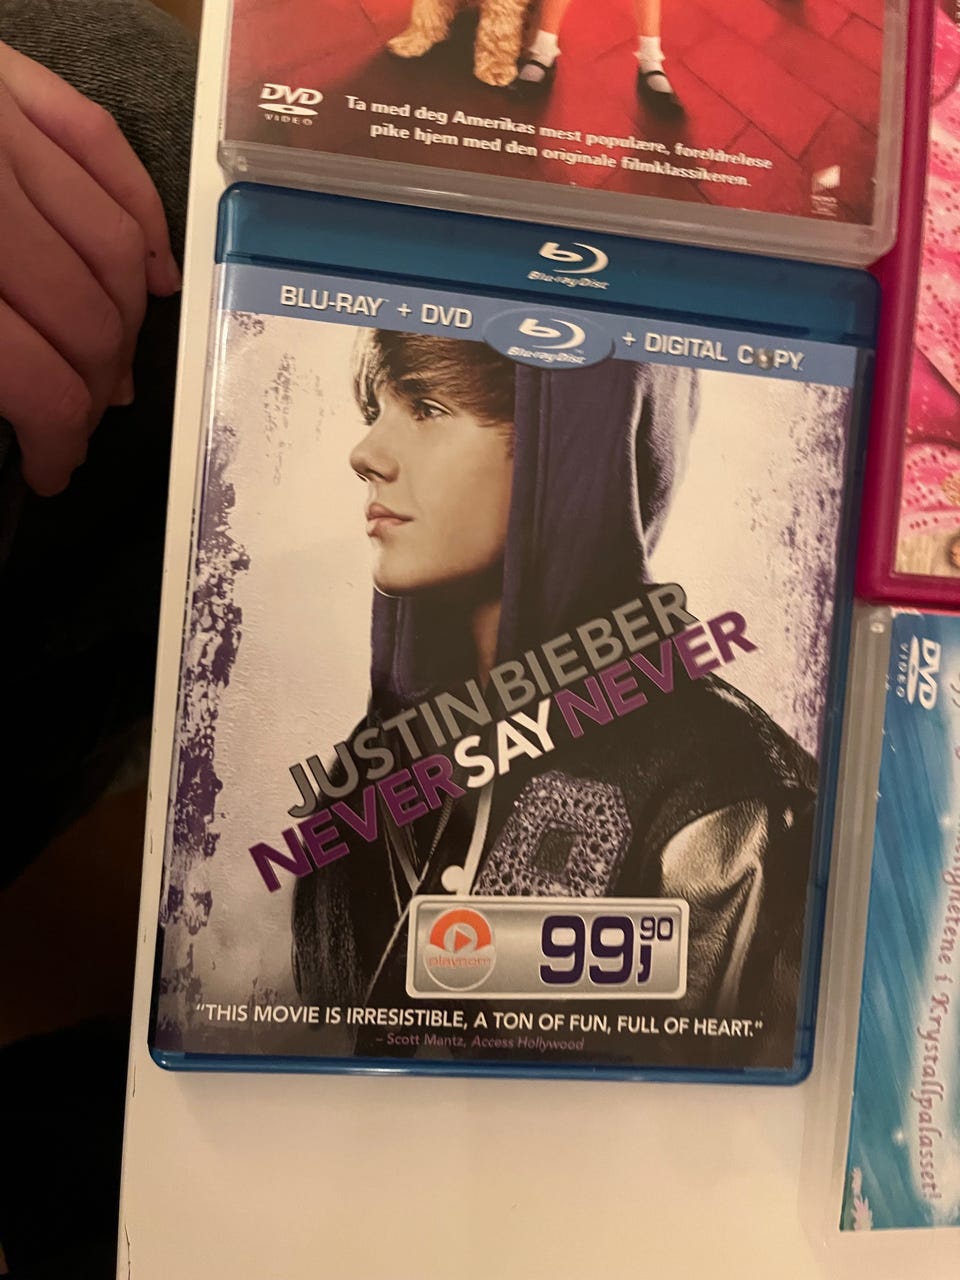 DVD
VIDEO
Ta med deg Amerikas mest populære, foreldreløse
pike hjem med den originale filmklassikeren.
Blu-ray Disc
BLU-RAY + DVD
Blu-ray Disc
+ DIGITAL COPY
JUSTIN BIEBER
NEVER SAY NEVER
playcom
99,90
"THIS MOVIE IS IRRESISTIBLE, A TON OF FUN, FULL OF HEART."
– Scott Mantz, Access Hollywood
DVD
VIDEO
i Krystallpalasset!